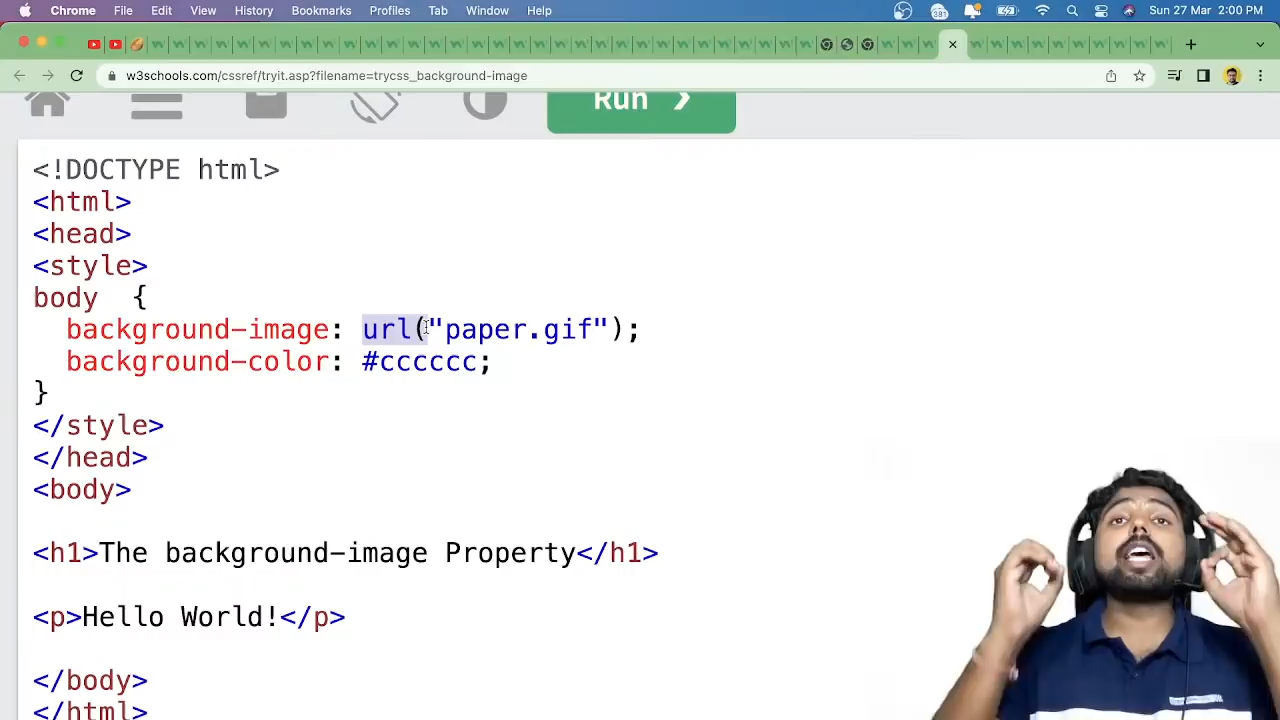 Chrome File Edit View History Bookmarks Profiles Tab Window Help 381 Sun 27 Mar 2:00 PM
w3schools.com/cssref/tryit.asp?filename=trycss_background-image
Run ❯
<!DOCTYPE html>
<html>
<head>
<style>
body  {
  background-image: url("paper.gif");
  background-color: #cccccc;
}
</style>
</head>
<body>
<h1>The background-image Property</h1>
<p>Hello World!</p>
</body>
</html>